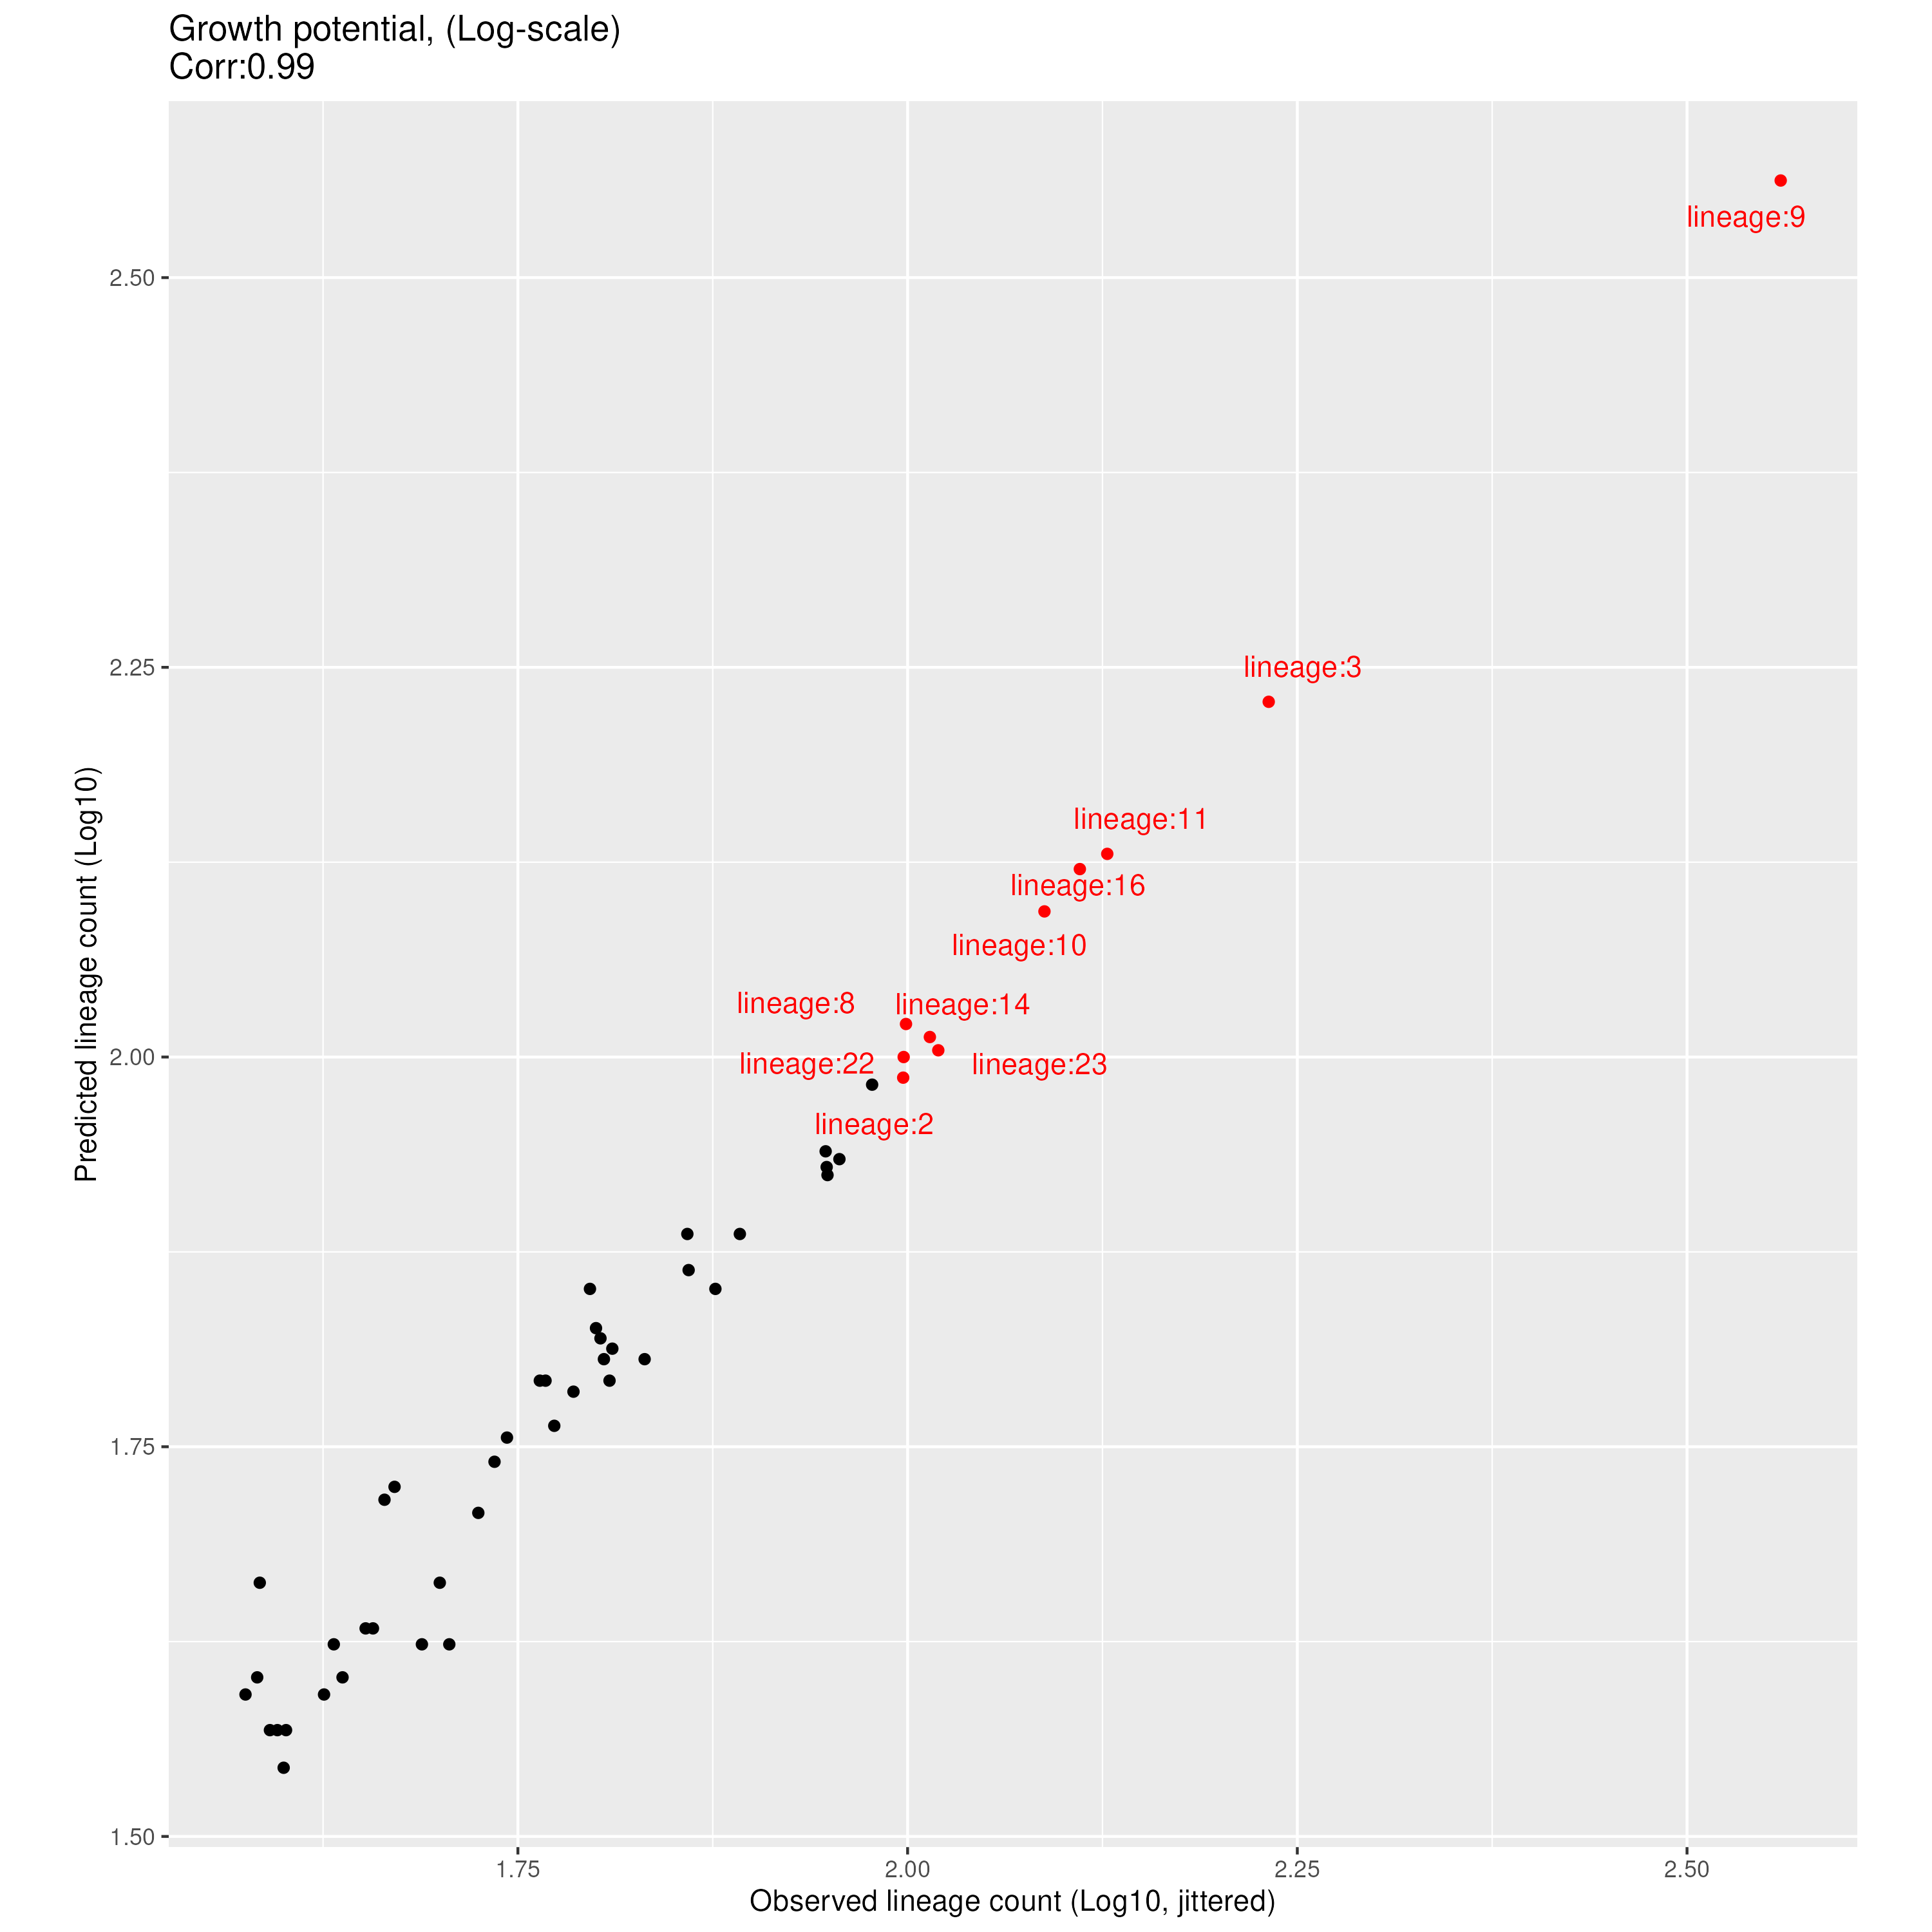 Growth potential, (Log-scale)
Corr:0.99
lineage:9
2.50
lineage:3
2.25
lineage:11
lineage:16
lineage:10
lineage:8
lineage:14
2.00
lineage:22
lineage:23
lineage:2
1.75
1.50
Predicted lineage count (Log10)
1.75
2.00
2.25
2.50
Observed lineage count (Log10, jittered)